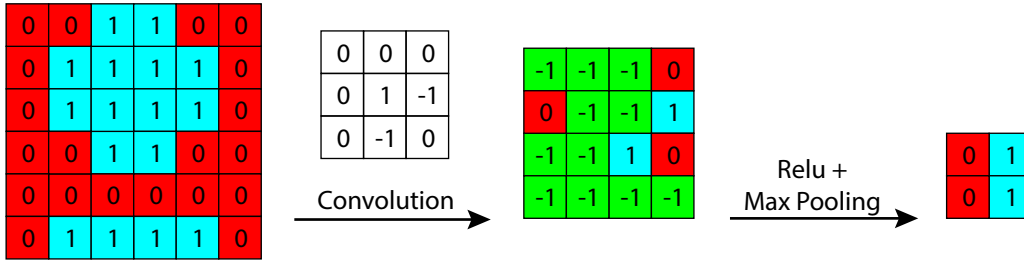 0 0 1 1 0 0
0 1 1 1 1 0
0 1 1 1 1 0
0 0 1 1 0 0
0 0 0 0 0 0
0 1 1 1 1 0
0 0 0
0 1 -1
0 -1 0
Convolution
-1 -1 -1 0
0 -1 -1 1
-1 -1 1 0
-1 -1 -1 -1
Relu +
Max Pooling
0 1
0 1